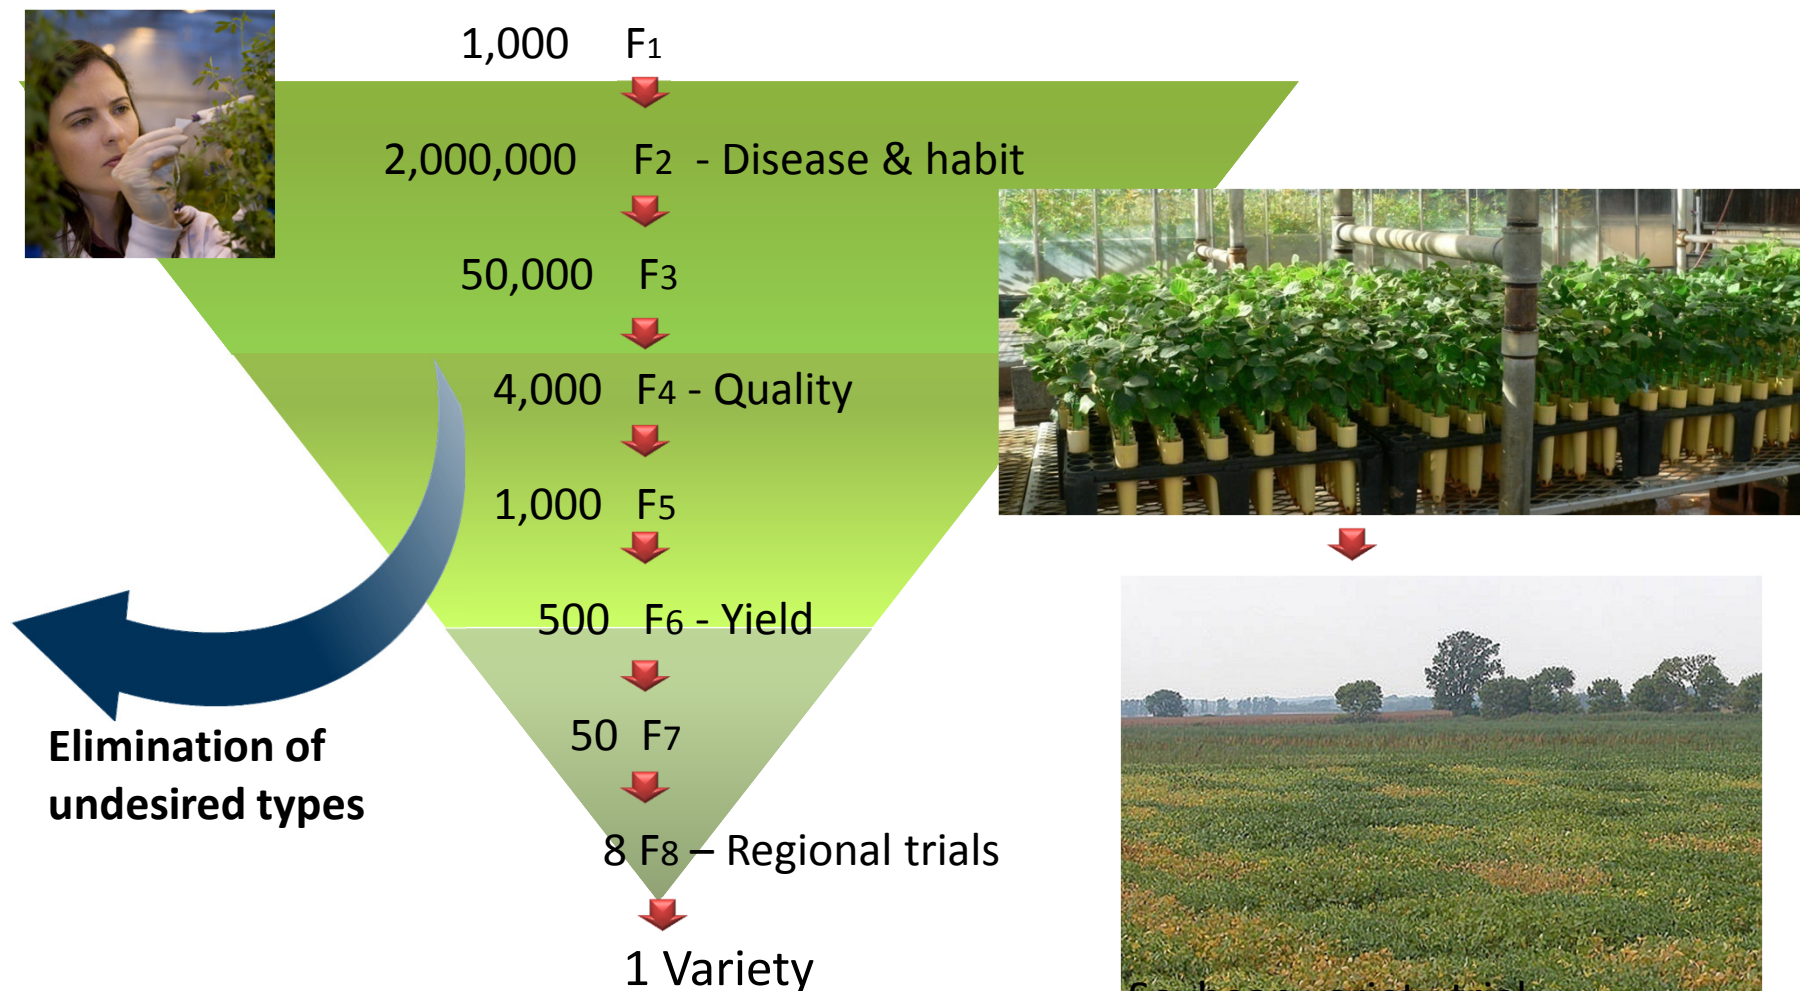 1,000 F1
2,000,000 F2 - Disease & habit
50,000 F3
4,000 F4 - Quality
1,000 F5
500 F6 - Yield
50 F7
8 F8 – Regional trials
1 Variety
Elimination of
undesired types